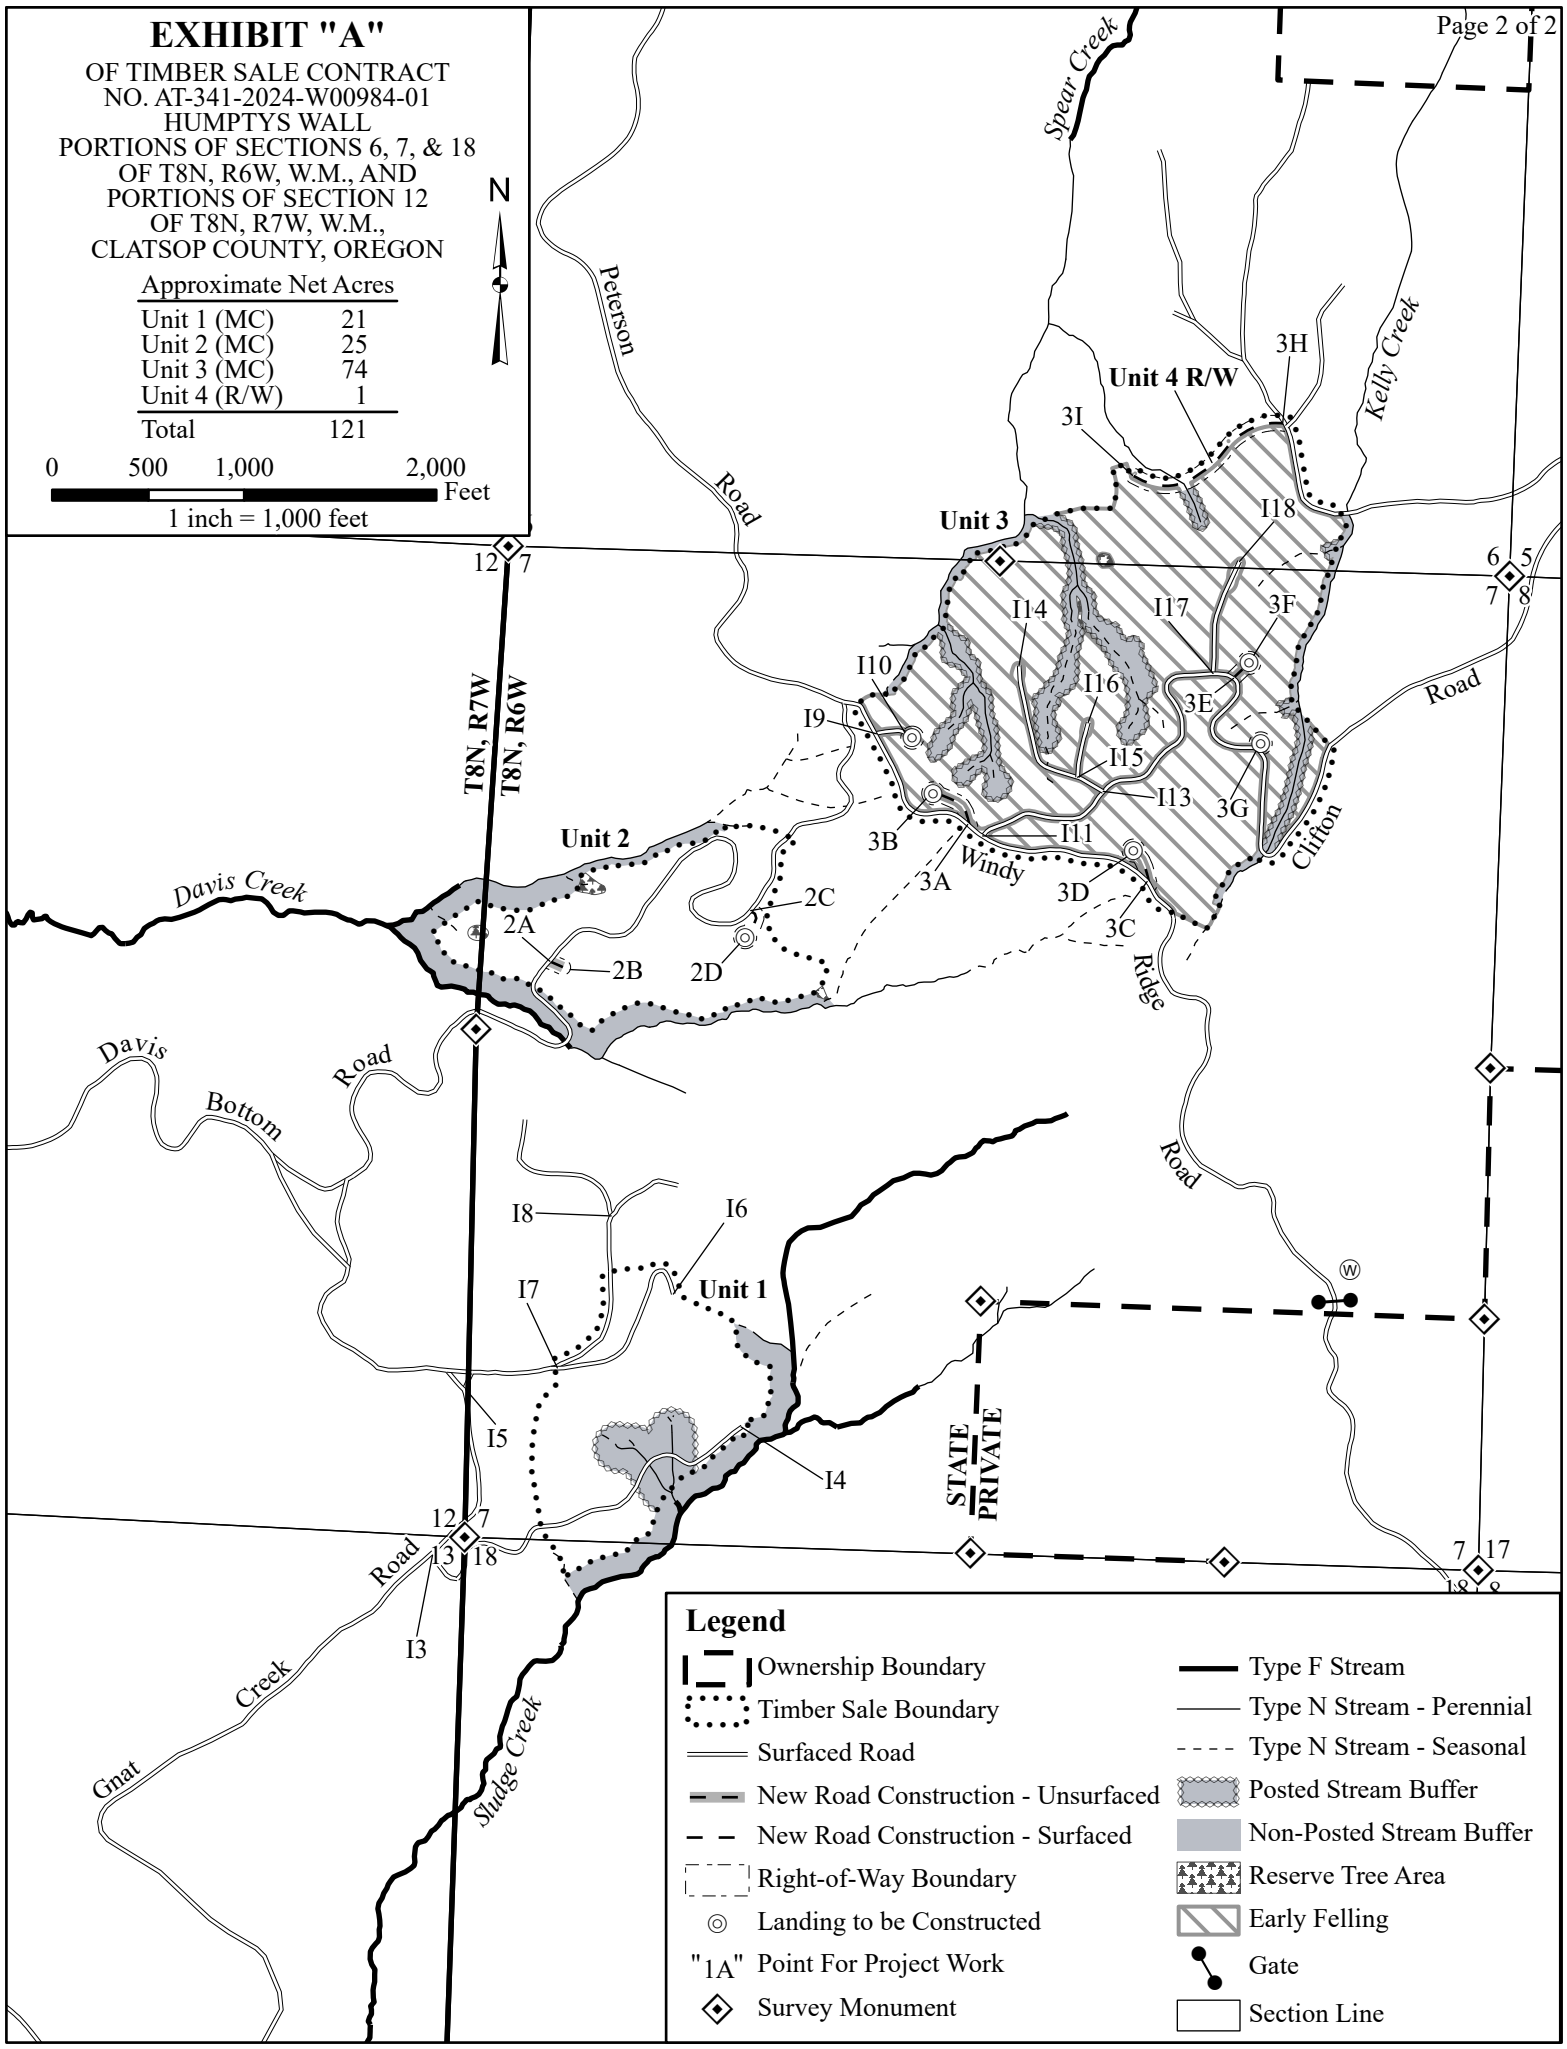 EXHIBIT "A"
OF TIMBER SALE CONTRACT
NO. AT-341-2024-W00984-01
HUMPTYS WALL
PORTIONS OF SECTIONS 6, 7, & 18
OF T8N, R6W, W.M., AND
PORTIONS OF SECTION 12
OF T8N, R7W, W.M.,
CLATSOP COUNTY, OREGON
Approximate Net Acres
Unit 1 (MC) 21
Unit 2 (MC) 25
Unit 3 (MC) 74
Unit 4 (R/W) 1
Total 121
0 500 1,000 2,000
Feet
1 inch = 1,000 feet
N
Page 2 of 2
Spear Creek
Kelly Creek
Peterson
Road
3H
Unit 4 R/W
3I
I18
Unit 3
12 7
6 5
7 8
I14
I17
3F
T8N, R7W
T8N, R6W
I10
I16
3E
Road
I9
I15
I13
3G
3B
I11
Clifton
Windy
Unit 2
3A
3D
3C
Davis Creek
2C
2A
2B
2D
Ridge
Davis
Road
Bottom
Road
I8
I6
I7
Unit 1
W
I5
I4
STATE
PRIVATE
12 7
13 18
Road
I3
7 17
18 8
Creek
Gnat
Sludge Creek
Legend
Ownership Boundary
Timber Sale Boundary
Surfaced Road
New Road Construction - Unsurfaced
New Road Construction - Surfaced
Right-of-Way Boundary
Landing to be Constructed
"1A" Point For Project Work
Survey Monument
Type F Stream
Type N Stream - Perennial
Type N Stream - Seasonal
Posted Stream Buffer
Non-Posted Stream Buffer
Reserve Tree Area
Early Felling
Gate
Section Line